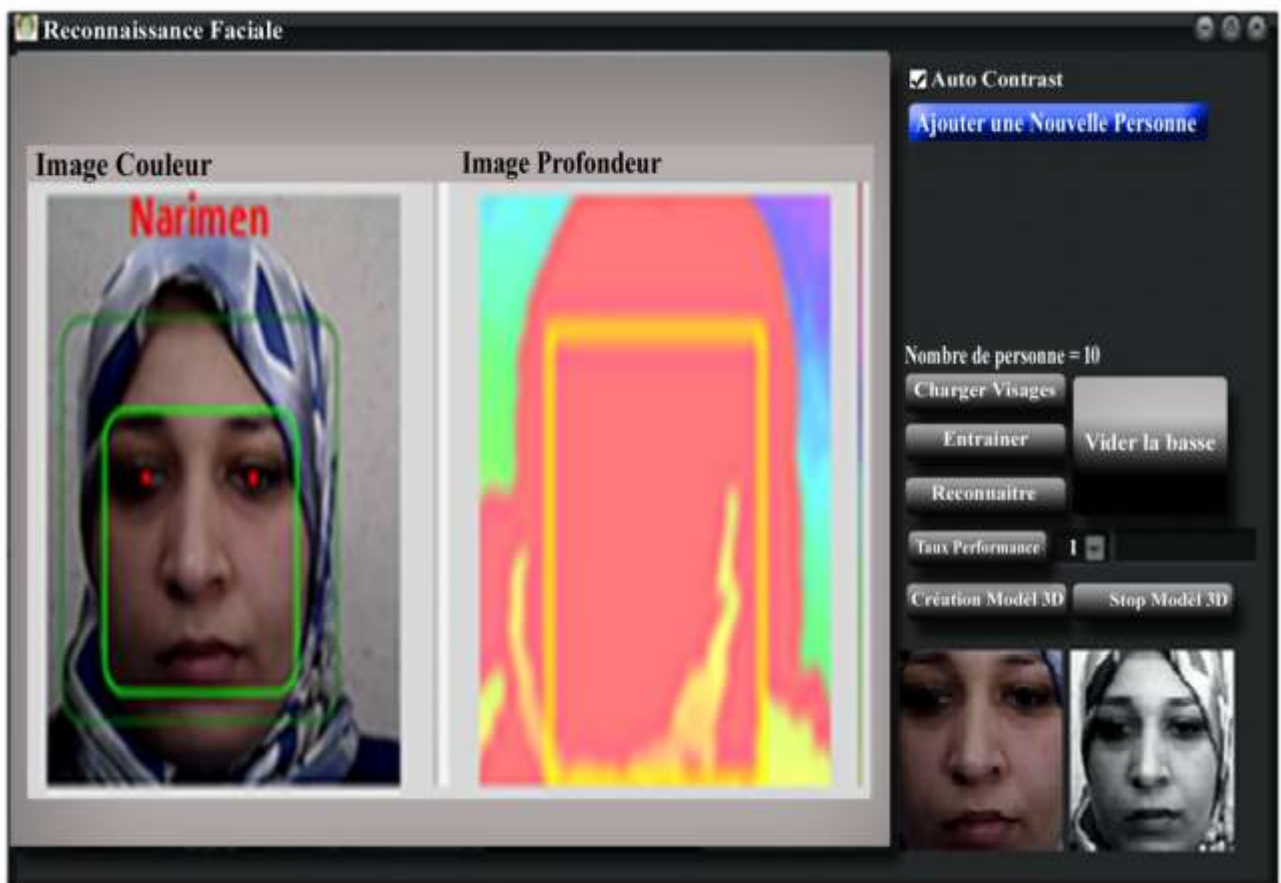 Reconnaissance Faciale
Auto Contrast
Ajouter une Nouvelle Personne
Image Couleur
Image Profondeur
Narimen
Nombre de personne = 10
Charger Visages
Entrainer
Vider la basse
Reconnaitre
Taux Performance
1
Création Modèl 3D
Stop Modèl 3D